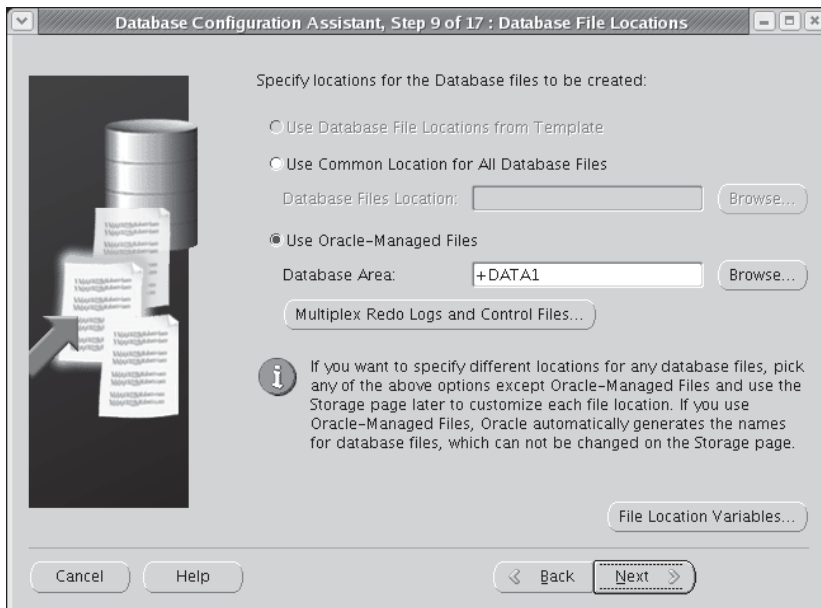 Database Configuration Assistant, Step 9 of 17 : Database File Locations
Specify locations for the Database files to be created:
Use Database File Locations from Template
Use Common Location for All Database Files
Database Files Location:
Browse...
Use Oracle-Managed Files
Database Area:
+DATA1
Browse...
Multiplex Redo Logs and Control Files...
If you want to specify different locations for any database files, pick
any of the above options except Oracle-Managed Files and use the
Storage page later to customize each file location. If you use
Oracle-Managed Files, Oracle automatically generates the names
for database files, which can not be changed on the Storage page.
File Location Variables...
Cancel
Help
Back
Next